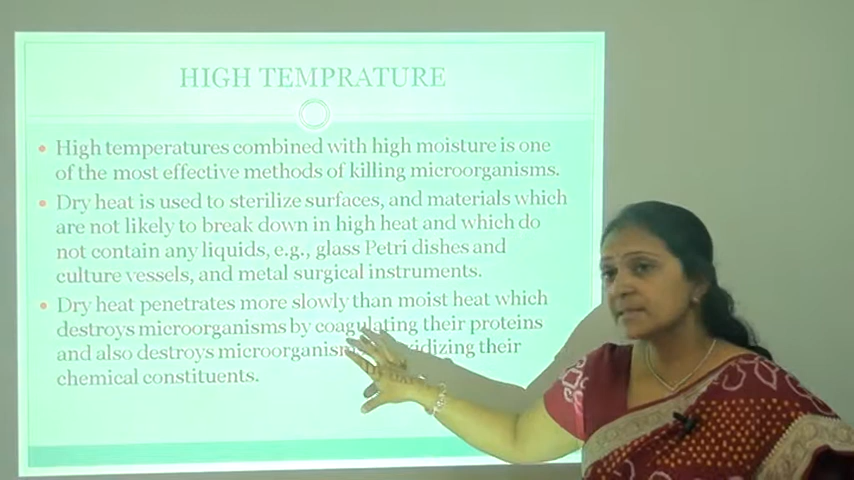 HIGH TEMPRATURE
High temperatures combined with high moisture is one
of the most effective methods of killing microorganisms.
Dry heat is used to sterilize surfaces, and materials which
are not likely to break down in high heat and which do
not contain any liquids, e.g., glass Petri dishes and
culture vessels, and metal surgical instruments.
Dry heat penetrates more slowly than moist heat which
destroys microorganisms by coagulating their proteins
and also destroys their
chemical constituents.